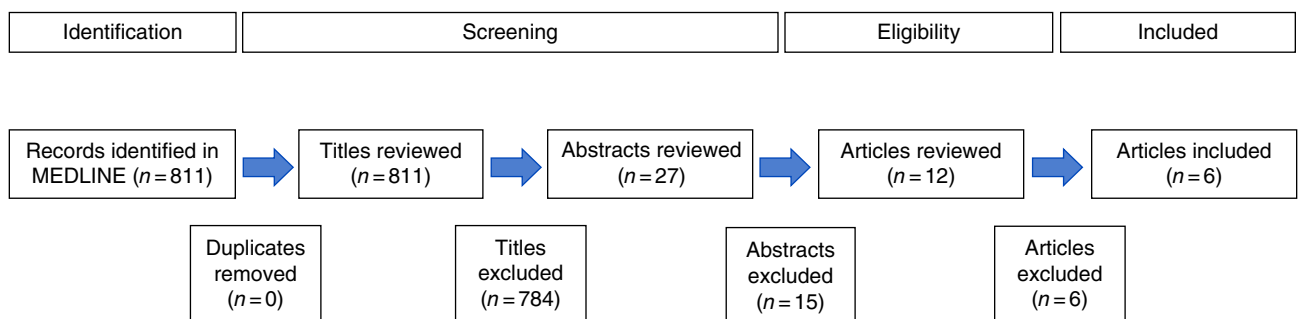 Identification
Screening
Eligibility
Included
Records identified in
MEDLINE (n=811)
Titles reviewed
(n=811)
Abstracts reviewed
(n=27)
Articles reviewed
(n=12)
Articles included
(n=6)
Duplicates
removed
(n=0)
Titles
excluded
(n=784)
Abstracts
excluded
(n=15)
Articles
excluded
(n=6)